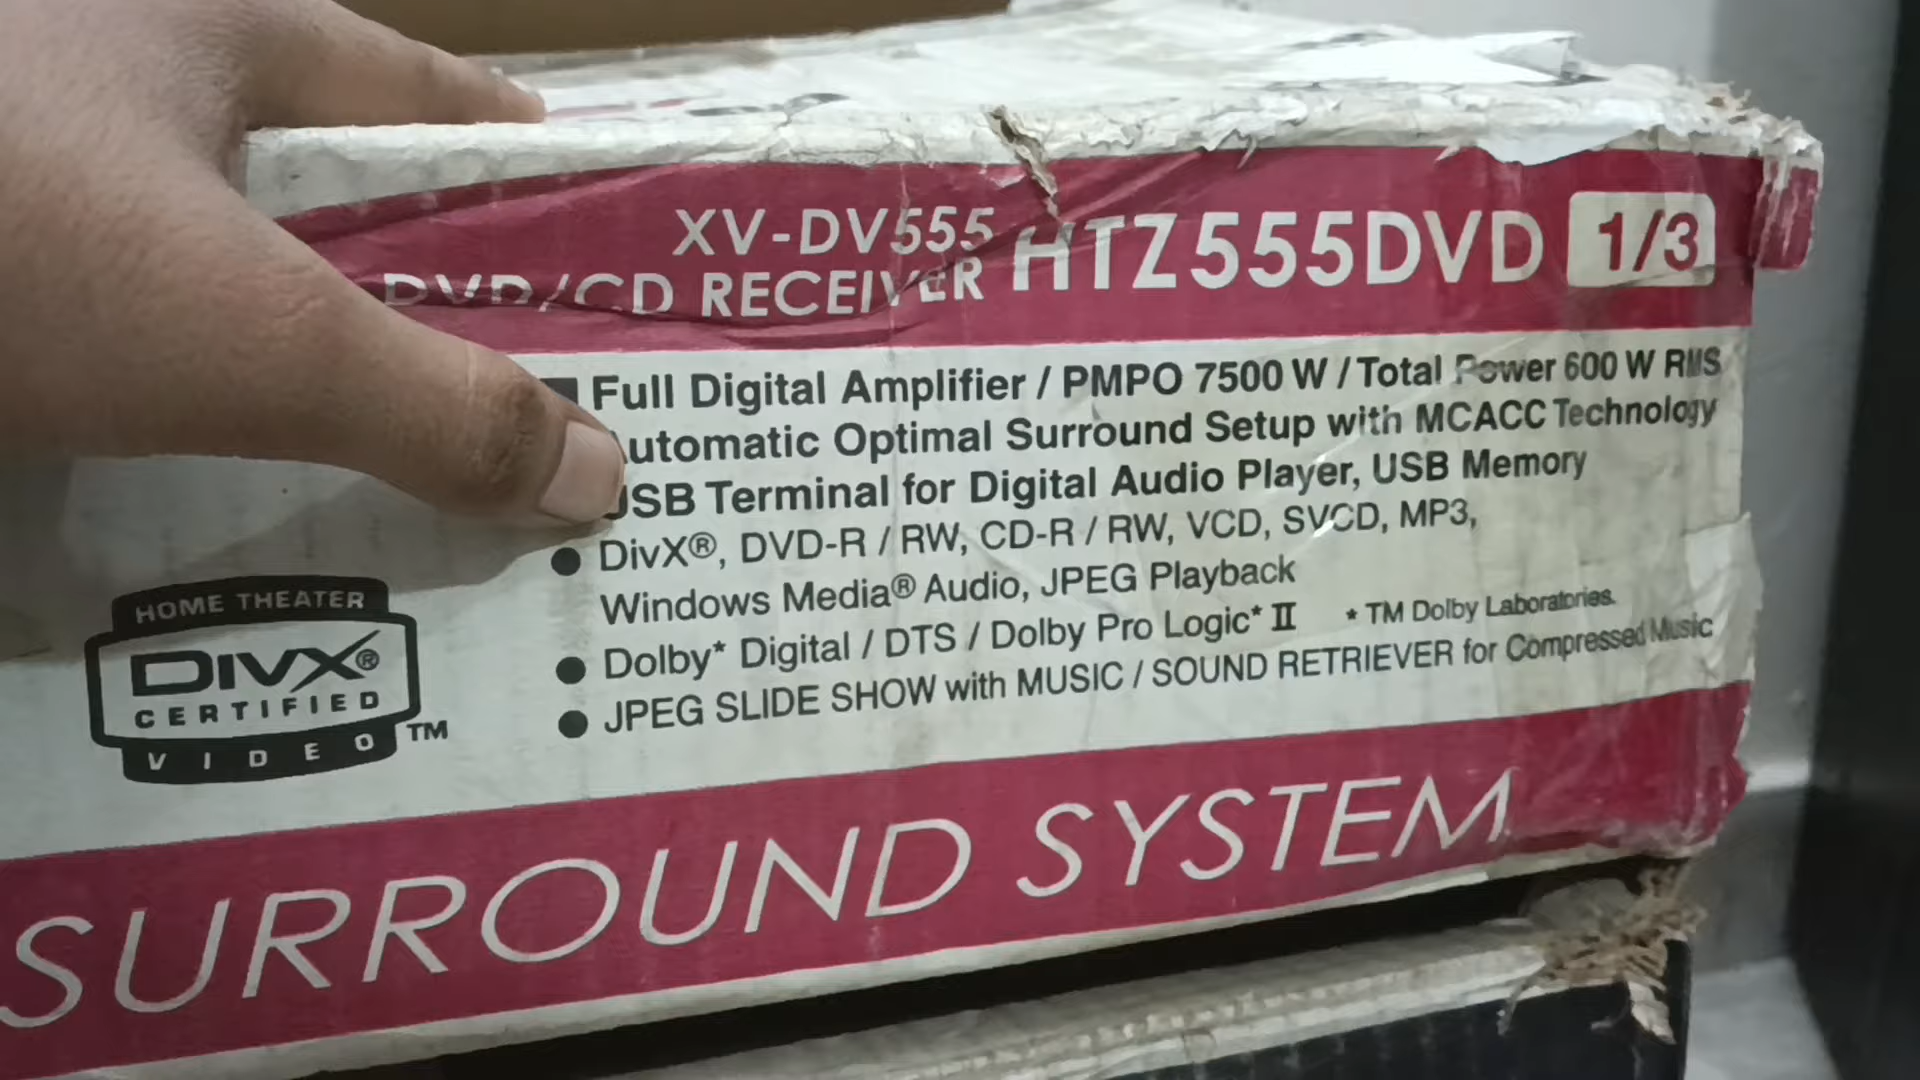 XV-DV555
DVD/CD RECEIVER
HTZ555DVD 1/3
Full Digital Amplifier / PMPO 7500 W / Total Power 600 W RMS
utomatic Optimal Surround Setup with MCACC Technology
USB Terminal for Digital Audio Player, USB Memory
● DivX®, DVD-R / RW, CD-R / RW, VCD, SVCD, MP3,
Windows Media® Audio, JPEG Playback
● Dolby* Digital / DTS / Dolby Pro Logic* II * TM Dolby Laboratories.
● JPEG SLIDE SHOW with MUSIC / SOUND RETRIEVER for Compressed Music
HOME THEATER
DIVX®
CERTIFIED
VIDEO TM
SURROUND SYSTEM